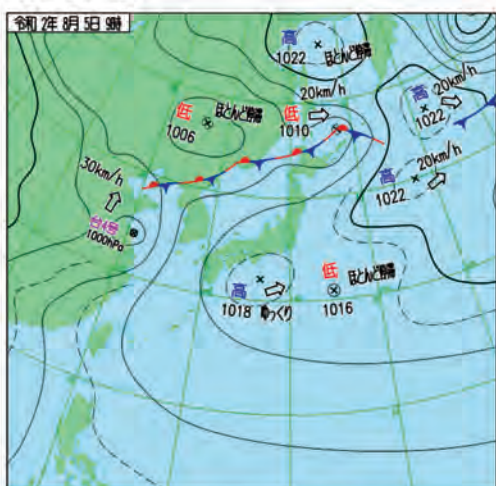 令和 2年 8月 5日 9時
高
1022
ほとんど停滞
20km/h
低
ほとんど停滞
1006
低
1010
高
20km/h
1022
高
20km/h
1022
30km/h
台4号
1000hPa
高
1018
ゆっくり
低
ほとんど停滞
1016